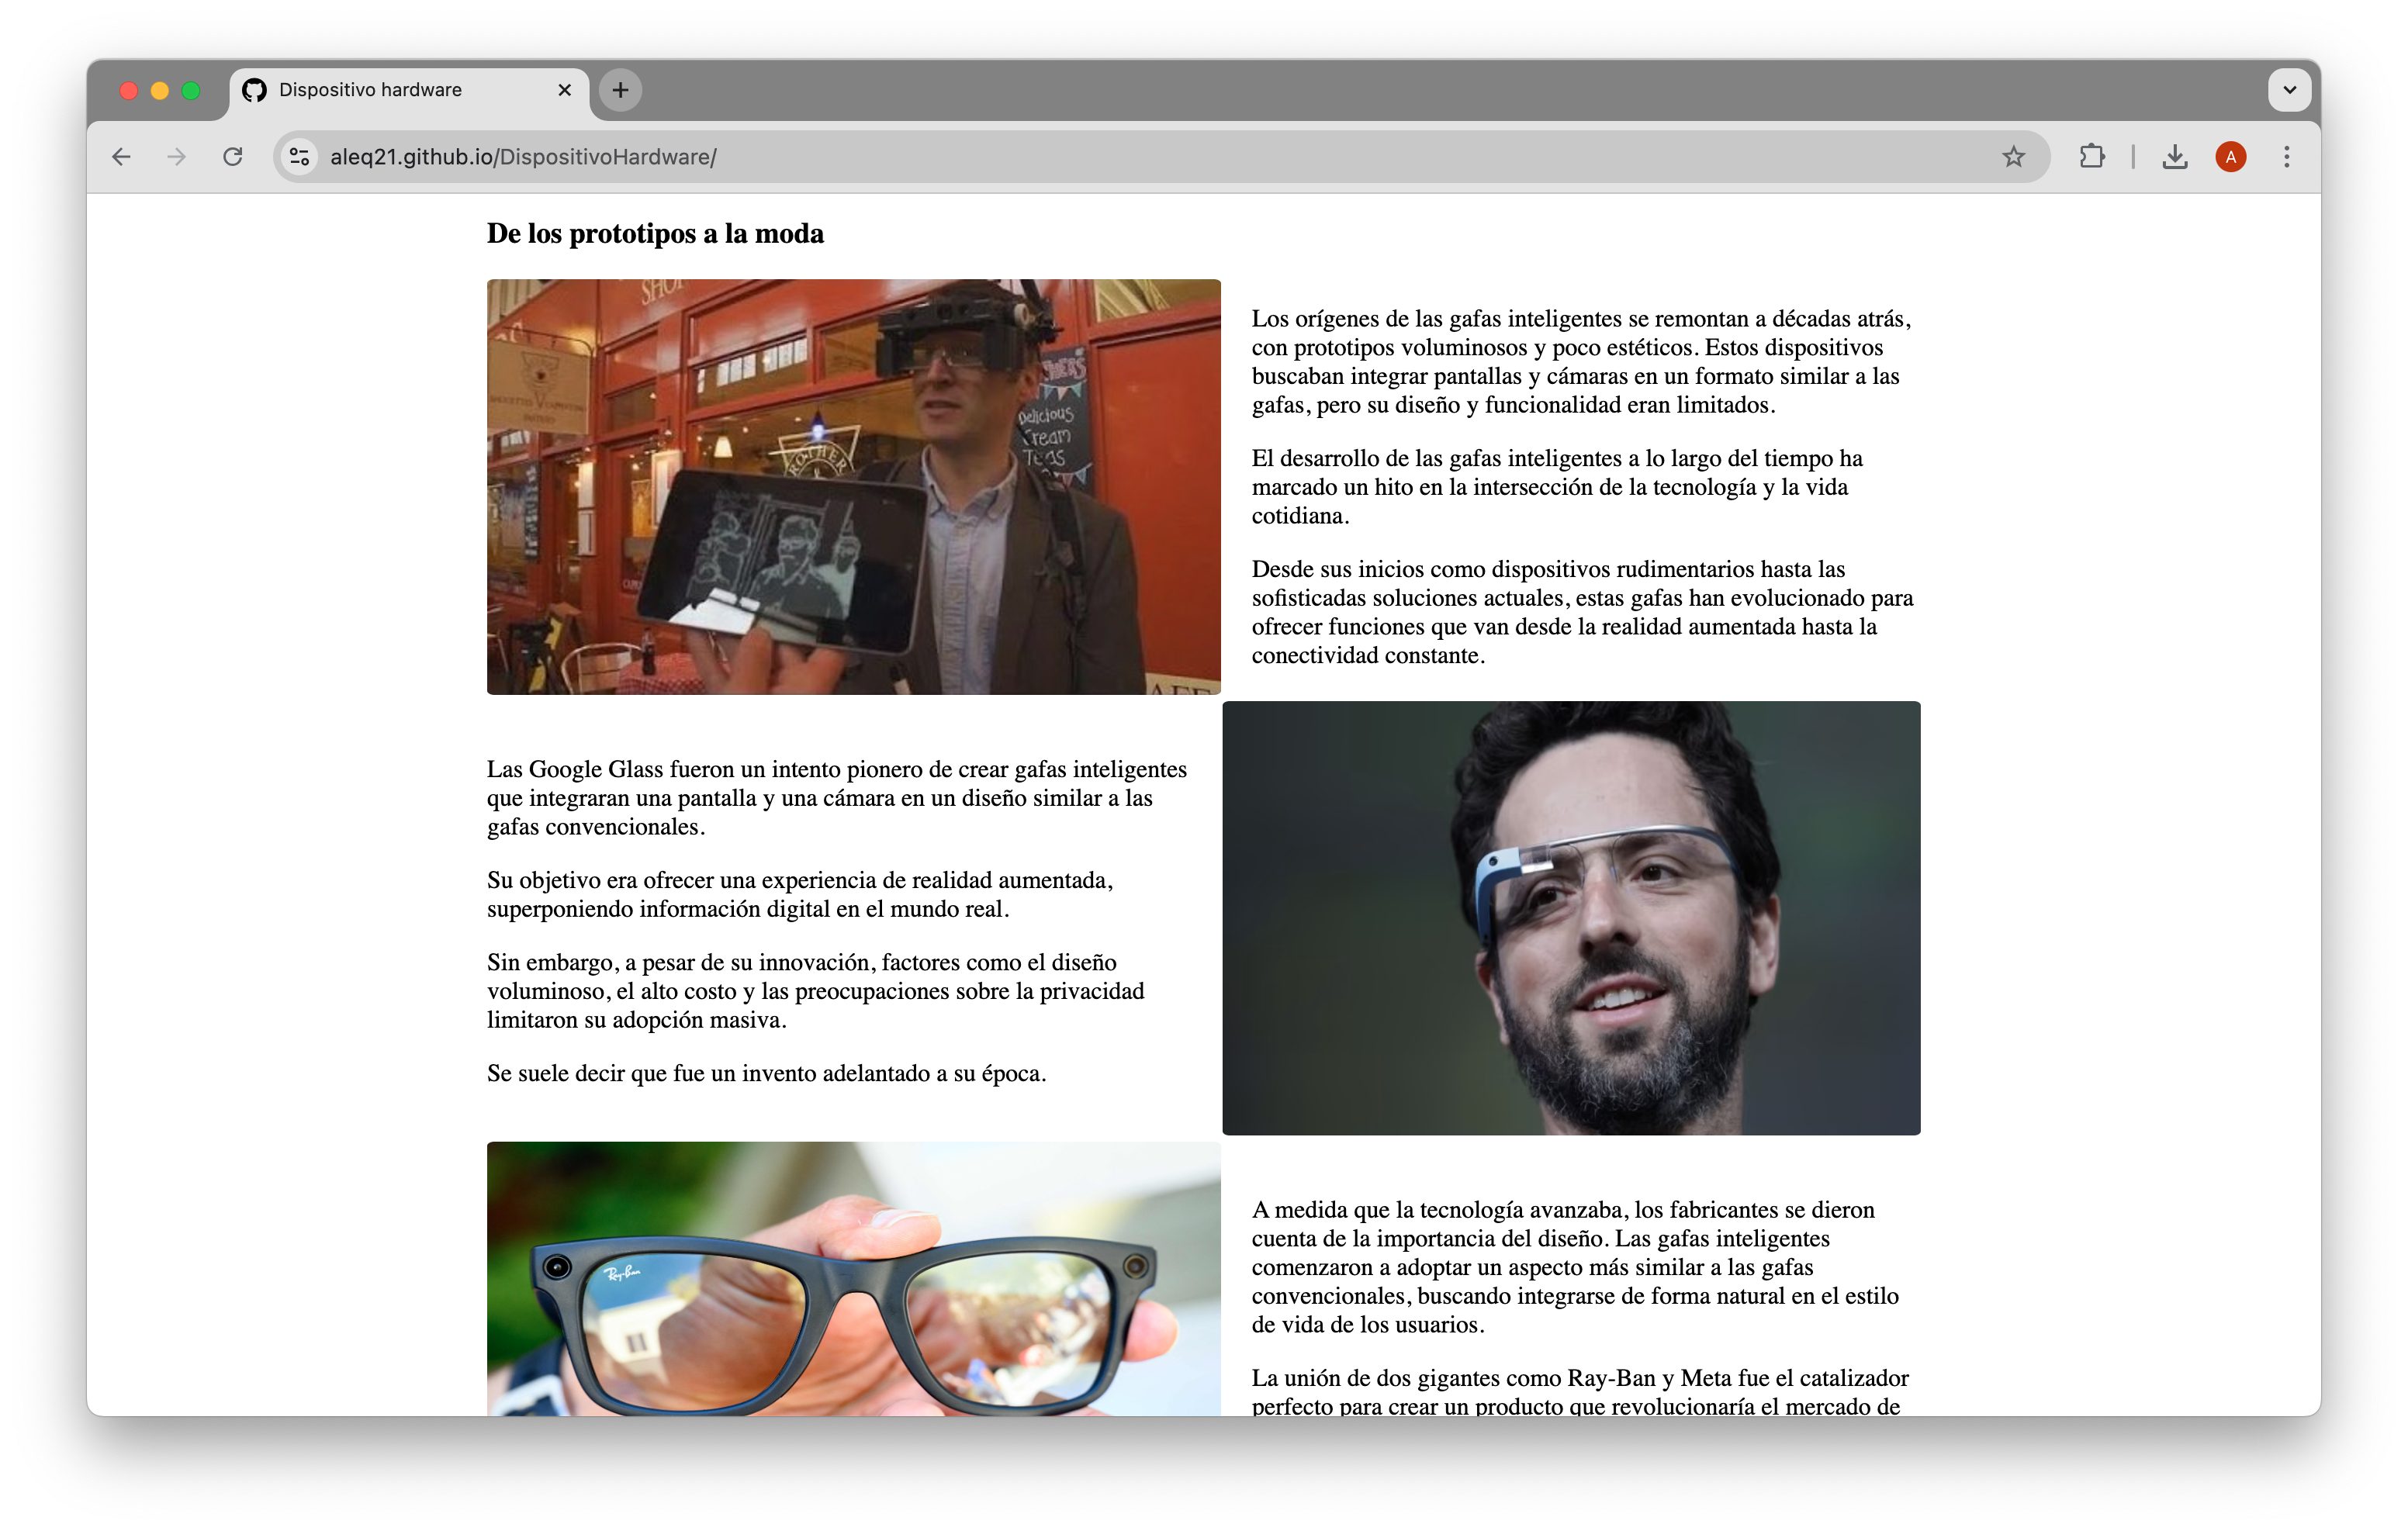 Dispositivo hardware
aleq21.github.io/DispositivoHardware/
A
De los prototipos a la moda
SHOP
Delicious
Cream
Teas
Los orígenes de las gafas inteligentes se remontan a décadas atrás,
con prototipos voluminosos y poco estéticos. Estos dispositivos
buscaban integrar pantallas y cámaras en un formato similar a las
gafas, pero su diseño y funcionalidad eran limitados.
El desarrollo de las gafas inteligentes a lo largo del tiempo ha
marcado un hito en la intersección de la tecnología y la vida
cotidiana.
Desde sus inicios como dispositivos rudimentarios hasta las
sofisticadas soluciones actuales, estas gafas han evolucionado para
ofrecer funciones que van desde la realidad aumentada hasta la
conectividad constante.
Las Google Glass fueron un intento pionero de crear gafas inteligentes
que integraran una pantalla y una cámara en un diseño similar a las
gafas convencionales.
Su objetivo era ofrecer una experiencia de realidad aumentada,
superponiendo información digital en el mundo real.
Sin embargo, a pesar de su innovación, factores como el diseño
voluminoso, el alto costo y las preocupaciones sobre la privacidad
limitaron su adopción masiva.
Se suele decir que fue un invento adelantado a su época.
Ray-Ban
A medida que la tecnología avanzaba, los fabricantes se dieron
cuenta de la importancia del diseño. Las gafas inteligentes
comenzaron a adoptar un aspecto más similar a las gafas
convencionales, buscando integrarse de forma natural en el estilo
de vida de los usuarios.
La unión de dos gigantes como Ray-Ban y Meta fue el catalizador
perfecto para crear un producto que revolucionaría el mercado de